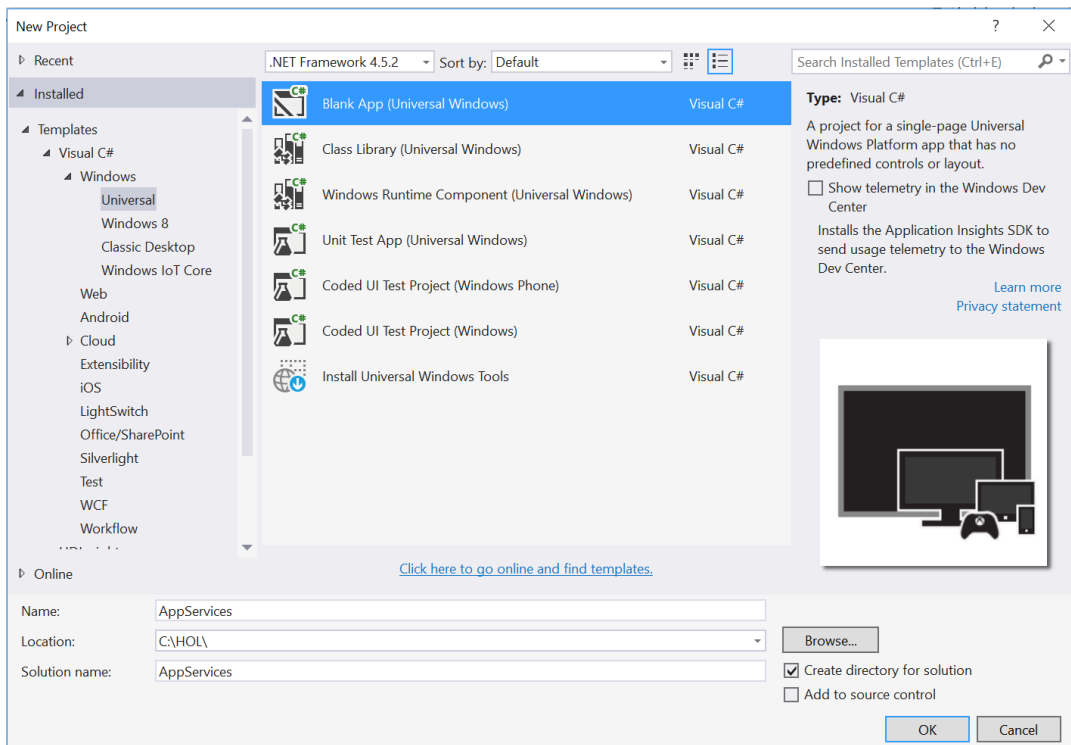 New Project
?
Recent
.NET Framework 4.5.2
Sort by:
Default
Search Installed Templates (Ctrl+E)
Installed
Templates
Visual C#
Windows
Universal
Windows 8
Classic Desktop
Windows IoT Core
Web
Android
Cloud
Extensibility
iOS
LightSwitch
Office/SharePoint
Silverlight
Test
WCF
Workflow
Online
C#
Blank App (Universal Windows)
Visual C#
C#
Class Library (Universal Windows)
Visual C#
C#
Windows Runtime Component (Universal Windows)
Visual C#
C#
Unit Test App (Universal Windows)
Visual C#
C#
Coded UI Test Project (Windows Phone)
Visual C#
C#
Coded UI Test Project (Windows)
Visual C#
Install Universal Windows Tools
Visual C#
Click here to go online and find templates.
Type: Visual C#
A project for a single-page Universal
Windows Platform app that has no
predefined controls or layout.
Show telemetry in the Windows Dev
Center
Installs the Application Insights SDK to
send usage telemetry to the Windows
Dev Center.
Learn more
Privacy statement
Name:
AppServices
Location:
C:\HOL\
Browse...
Solution name:
AppServices
Create directory for solution
Add to source control
OK
Cancel